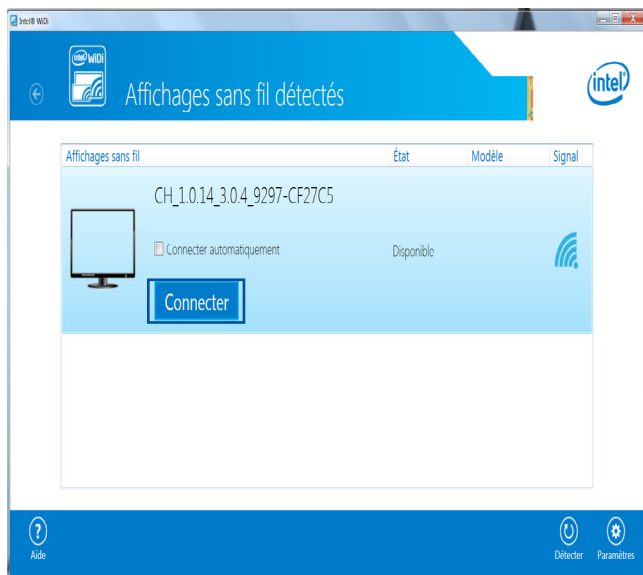 Intel® WiDi
(intel) WiDi
Affichages sans fil détectés
(intel)
Affichages sans fil État Modèle Signal
CH_1.0.14_3.0.4_9297-CF27C5
Connecter automatiquement Disponible
Connecter
?
Aide Détecter Paramètres